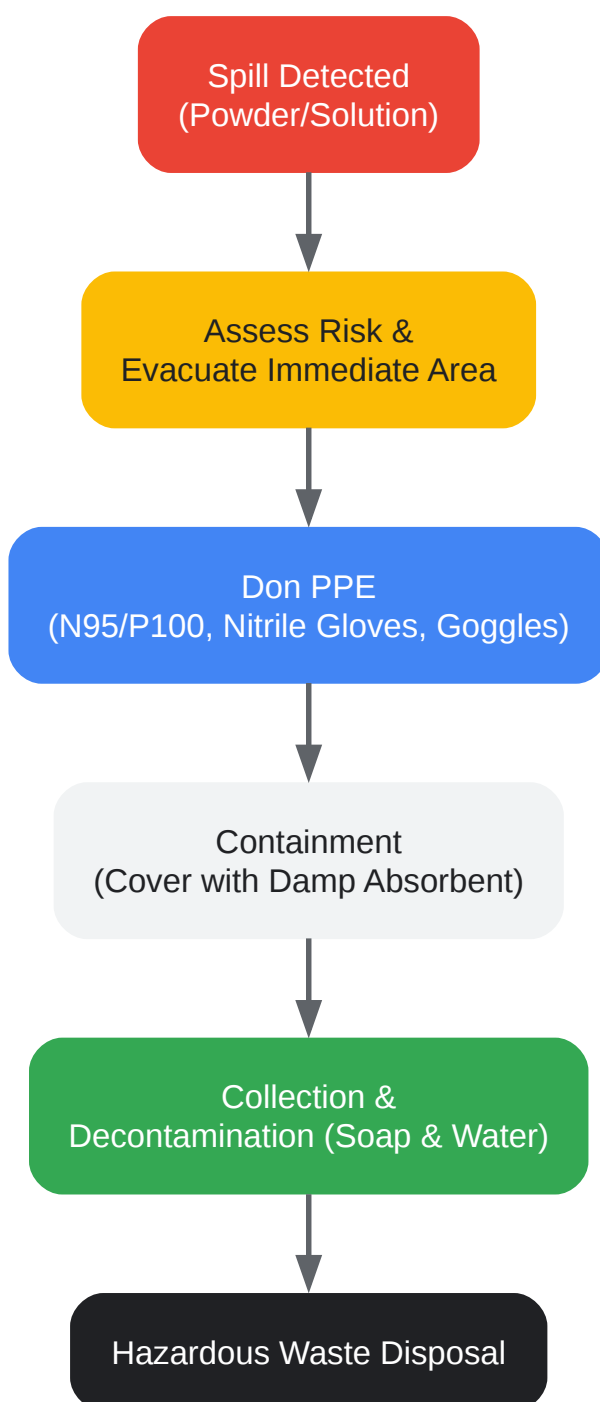 Spill Detected
(Powder/Solution)
Assess Risk &
Evacuate Immediate Area
Don PPE
(N95/P100, Nitrile Gloves, Goggles)
Containment
(Cover with Damp Absorbent)
Collection &
Decontamination (Soap & Water)
Hazardous Waste Disposal